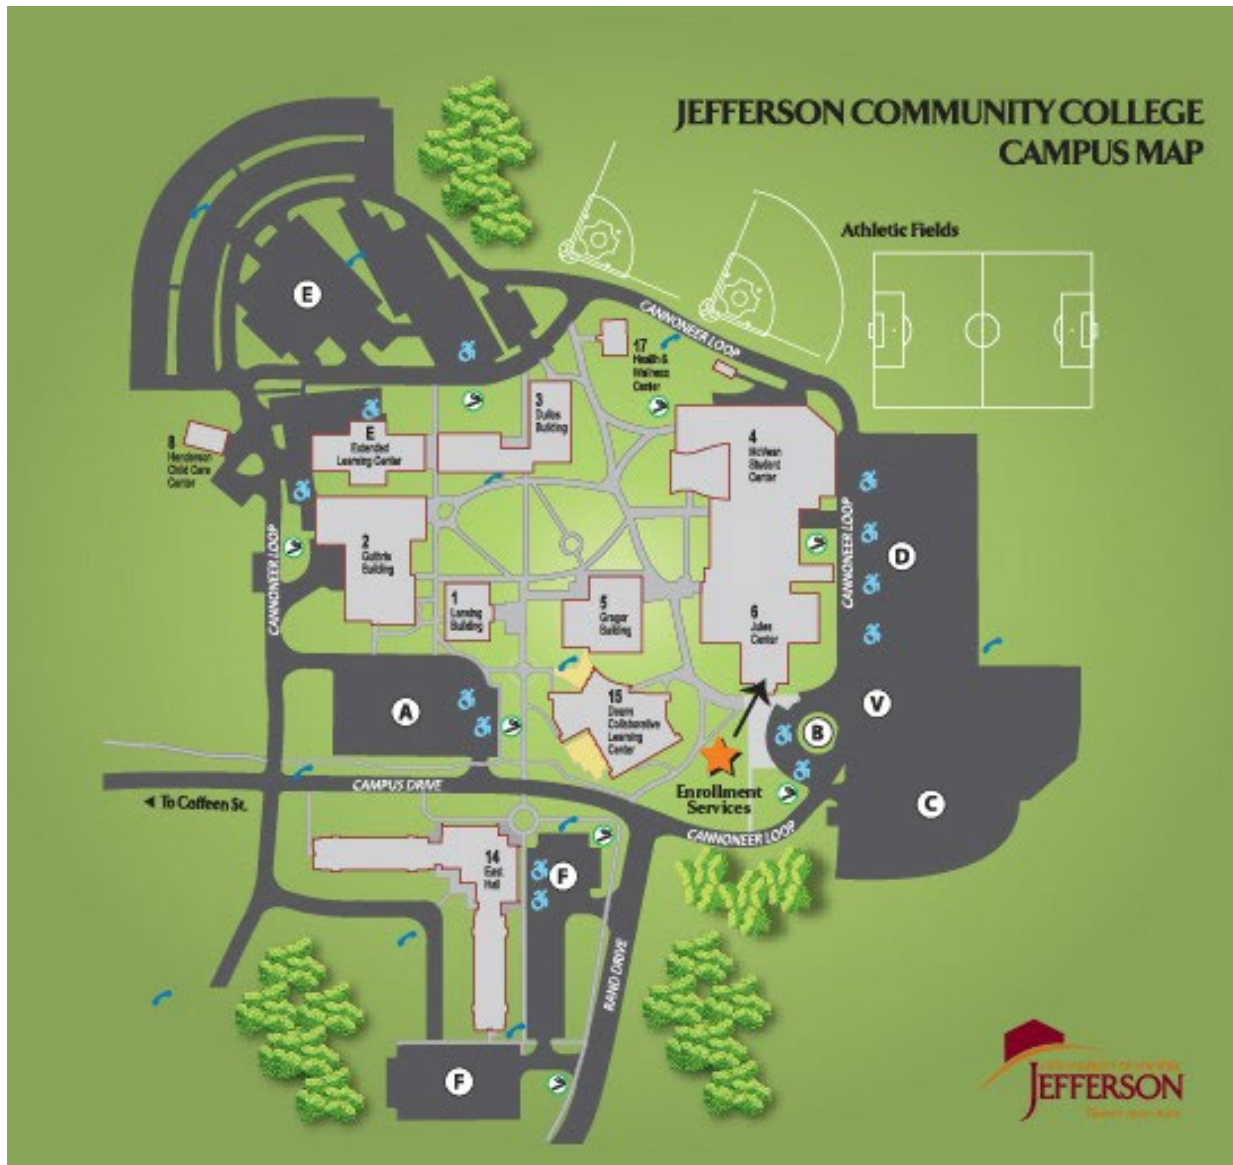 JEFFERSON COMMUNITY COLLEGE
CAMPUS MAP
Athletic Fields
CANNONEER LOOP
E
17
Health &
Wellness
Center
3
Dulles
Building
8
Henderson
Child Care
Center
E
Extended
Learning Center
4
McVean
Student
Center
CANNONEER LOOP
2
Guthrie
Building
CANNONEER LOOP
D
1
Lansing
Building
5
Gregor
Building
6
Jules
Center
A
15
Deans
Collaborative
Learning
Center
V
B
CAMPUS DRIVE
To Coffeen St.
Enrollment
Services
C
CANNONEER LOOP
14
East
Hall
F
RAND DRIVE
F
JEFFERSON